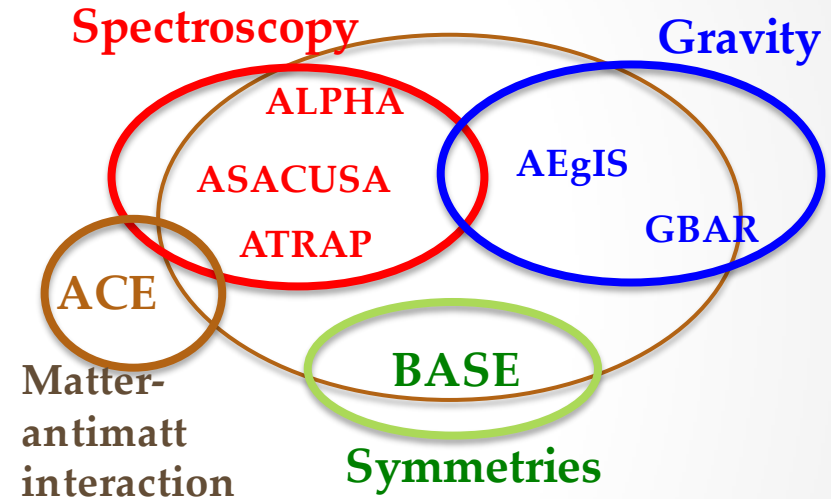 Spectroscopy
Gravity
ALPHA
ASACUSA
ATRAP
AEgIS
GBAR
ACE
BASE
Matter-
antimatt
interaction
Symmetries